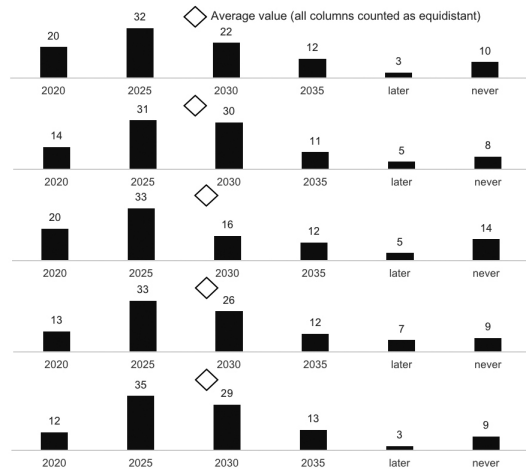 Average value (all columns counted as equidistant)
20 32 22 12 3 10
2020 2025 2030 2035 later never
14 31 30 11 5 8
2020 2025 2030 2035 later never
20 33 16 12 5 14
2020 2025 2030 2035 later never
13 33 26 12 7 9
2020 2025 2030 2035 later never
12 35 29 13 3 9
2020 2025 2030 2035 later never